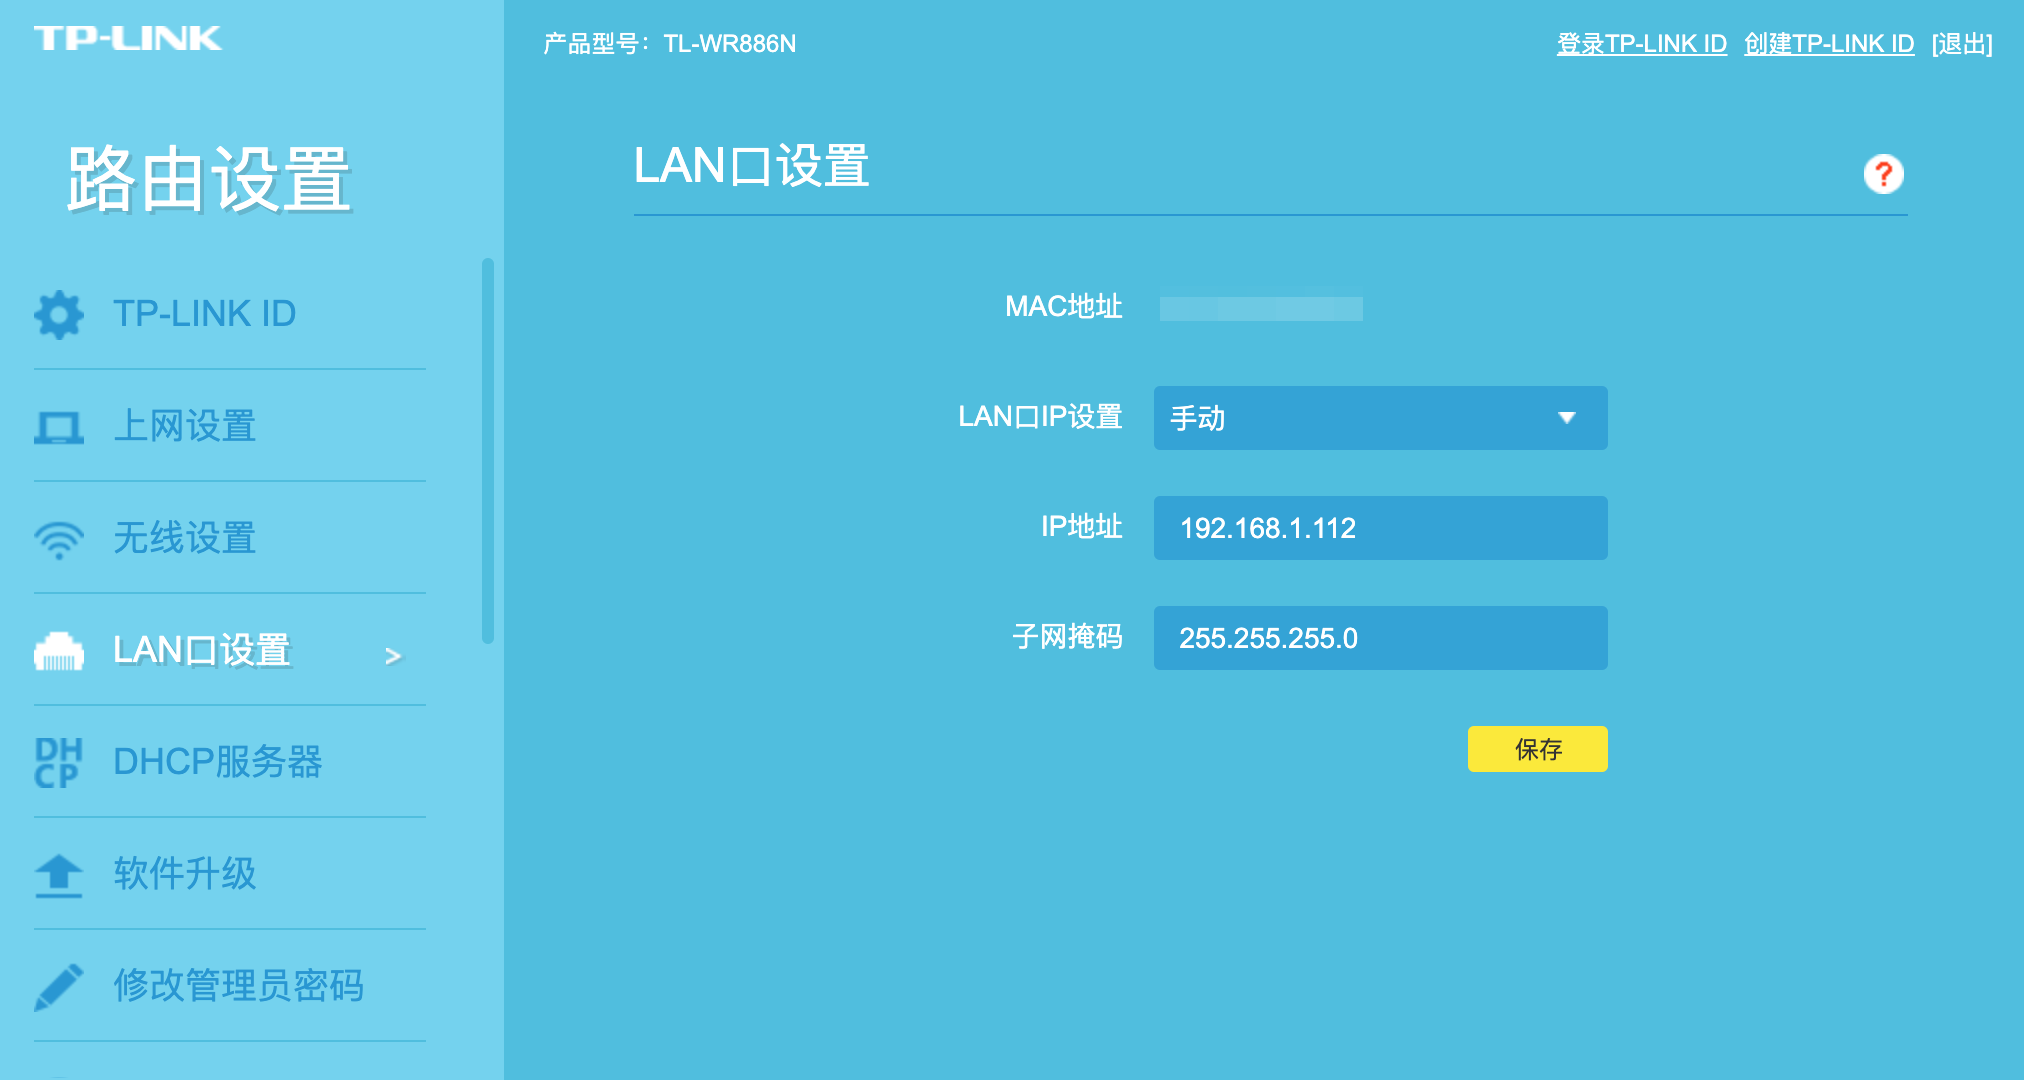 TP-LINK
产品型号：TL-WR886N
登录TP-LINK ID 创建TP-LINK ID [退出]
路由设置
TP-LINK ID
上网设置
无线设置
LAN口设置 >
DHCP服务器
软件升级
修改管理员密码
LAN口设置
?
MAC地址
LAN口IP设置 手动
IP地址 192.168.1.112
子网掩码 255.255.255.0
保存